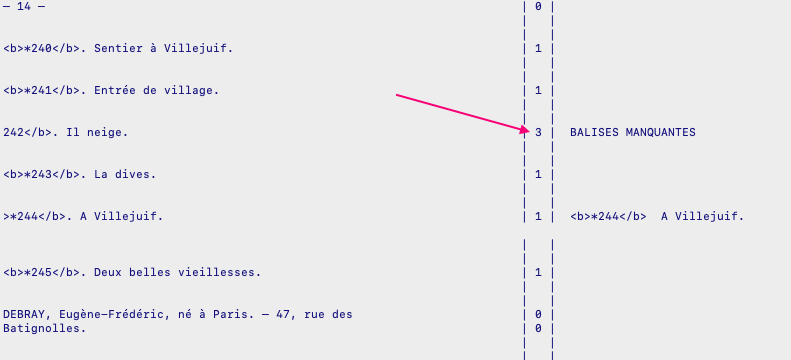 — 14 — | 0 |
<b>*240</b>. Sentier à Villejuif. | 1 |
<b>*241</b>. Entrée de village. | 1 |
242</b>. Il neige. | 3 | BALISES MANQUANTES
<b>*243</b>. La dives. | 1 |
>*244</b>. A Villejuif. | 1 | <b>*244</b>  A Villejuif.
<b>*245</b>. Deux belles vieillesses. | 1 |
DEBRAY, Eugène—Frédéric, né à Paris. — 47, rue des | 0 |
Batignolles. | 0 |